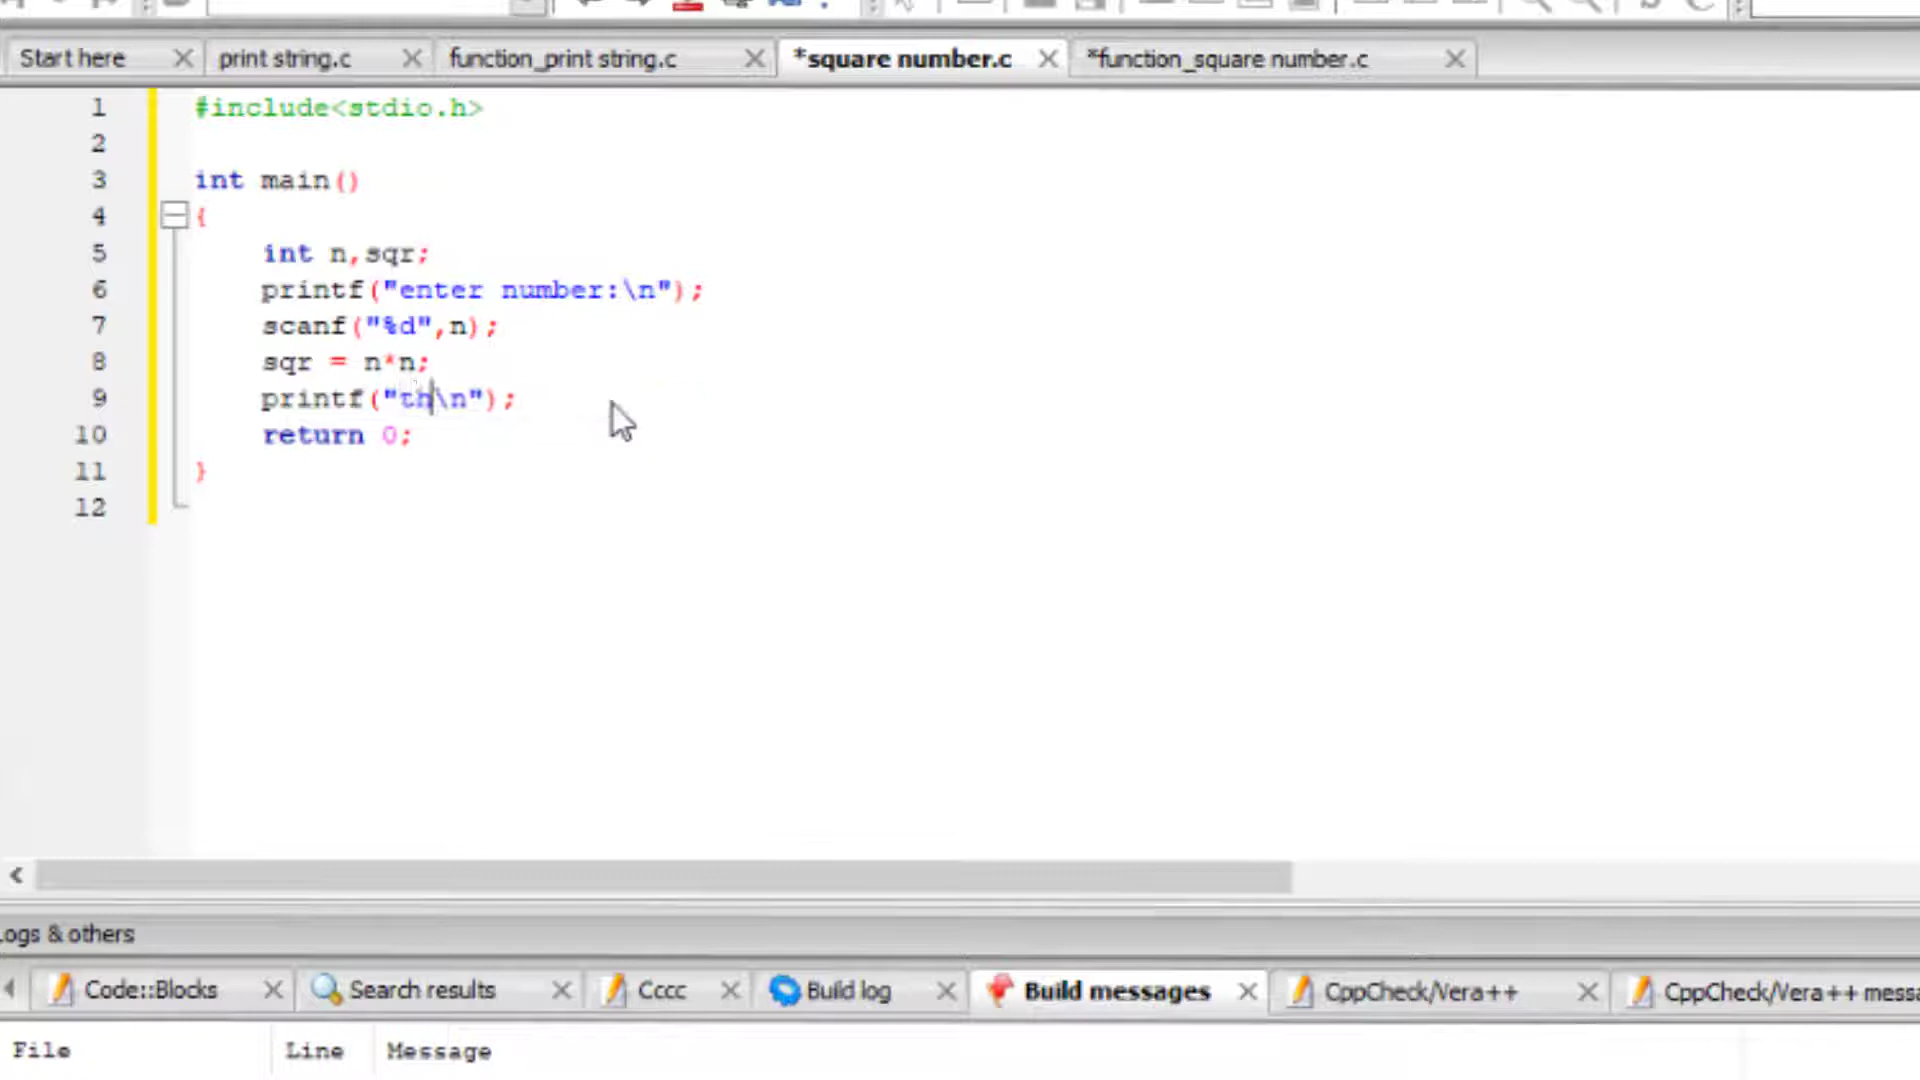 Start here
print string.c
function_print string.c
*square number.c
*function_square number.c
1 #include<stdio.h>
2
3 int main()
4 {
5 int n,sqr;
6 printf("enter number:\n");
7 scanf("%d",n);
8 sqr = n*n;
9 printf("th\n");
10 return 0;
11 }
12
Logs & others
Code::Blocks
Search results
Cccc
Build log
Build messages
CppCheck/Vera++
CppCheck/Vera++ messa
File
Line
Message